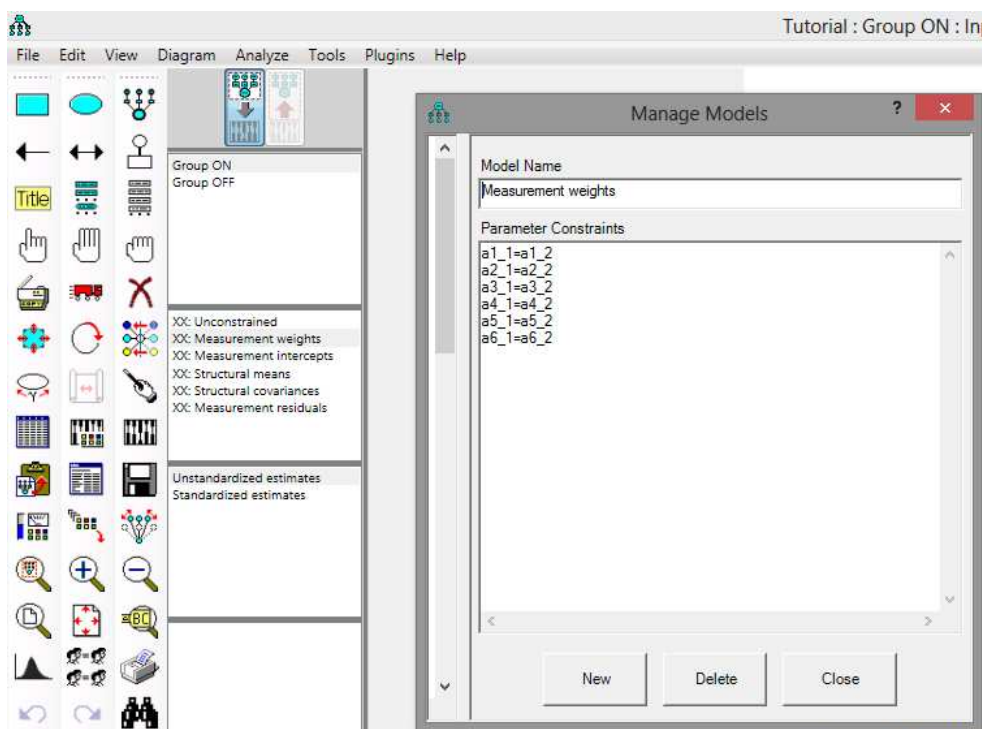 Tutorial : Group ON : In
File Edit View Diagram Analyze Tools Plugins Help
Title
Group ON
Group OFF
XX: Unconstrained
XX: Measurement weights
XX: Measurement intercepts
XX: Structural means
XX: Structural covariances
XX: Measurement residuals
Unstandardized estimates
Standardized estimates
Manage Models
Model Name
Measurement weights
Parameter Constraints
a1_1=a1_2
a2_1=a2_2
a3_1=a3_2
a4_1=a4_2
a5_1=a5_2
a6_1=a6_2
New Delete Close